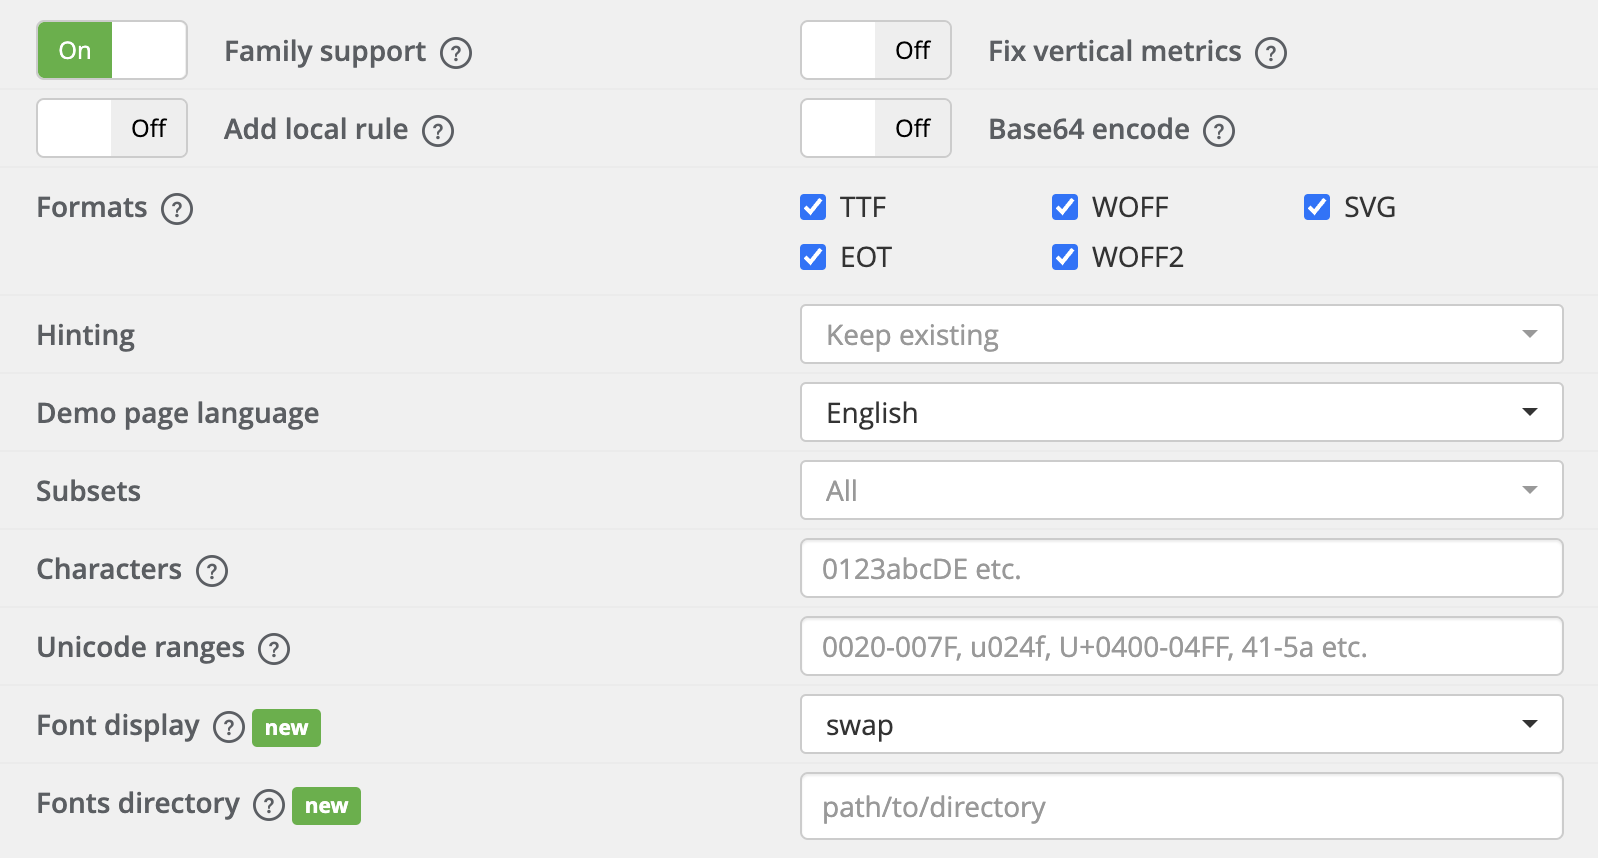 On Family support ? Off Fix vertical metrics ?
Off Add local rule ? Off Base64 encode ?
Formats ? TTF WOFF SVG
EOT WOFF2
Hinting Keep existing
Demo page language English
Subsets All
Characters ? 0123abcDE etc.
Unicode ranges ? 0020-007F, u024f, U+0400-04FF, 41-5a etc.
Font display ? new swap
Fonts directory ? new path/to/directory